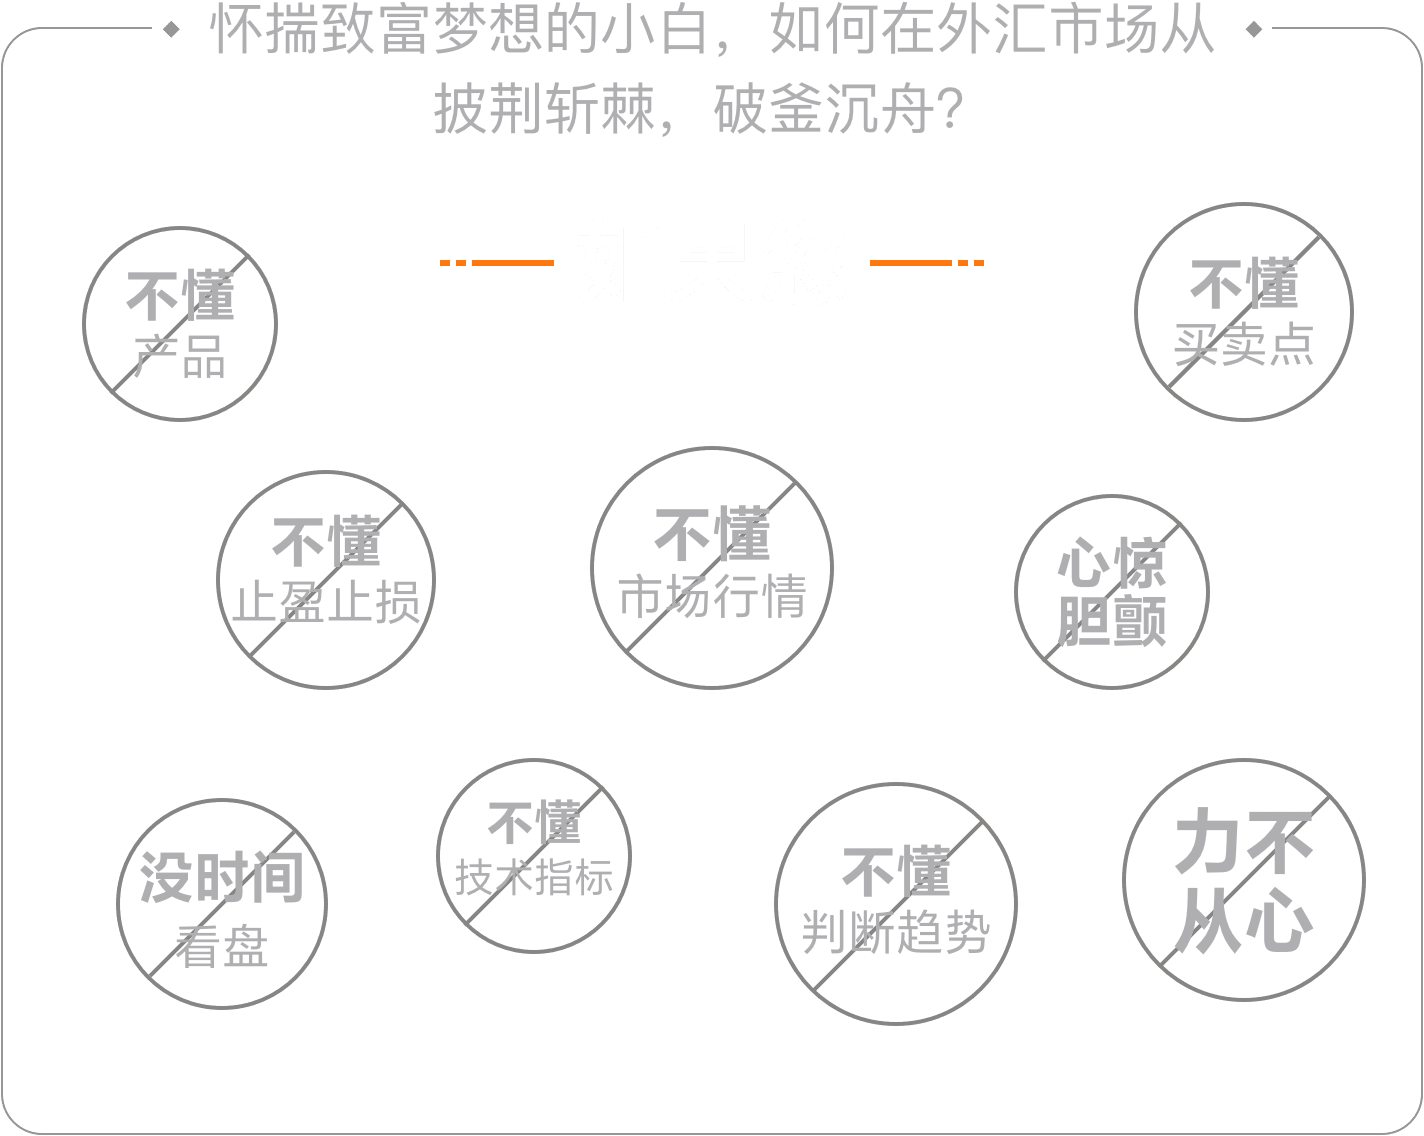 怀揣致富梦想的小白，如何在外汇市场从
披荆斩棘，破釜沉舟？
不懂
产品
不懂
买卖点
不懂
止盈止损
不懂
市场行情
心惊
胆颤
没时间
看盘
不懂
技术指标
不懂
判断趋势
力不
从心